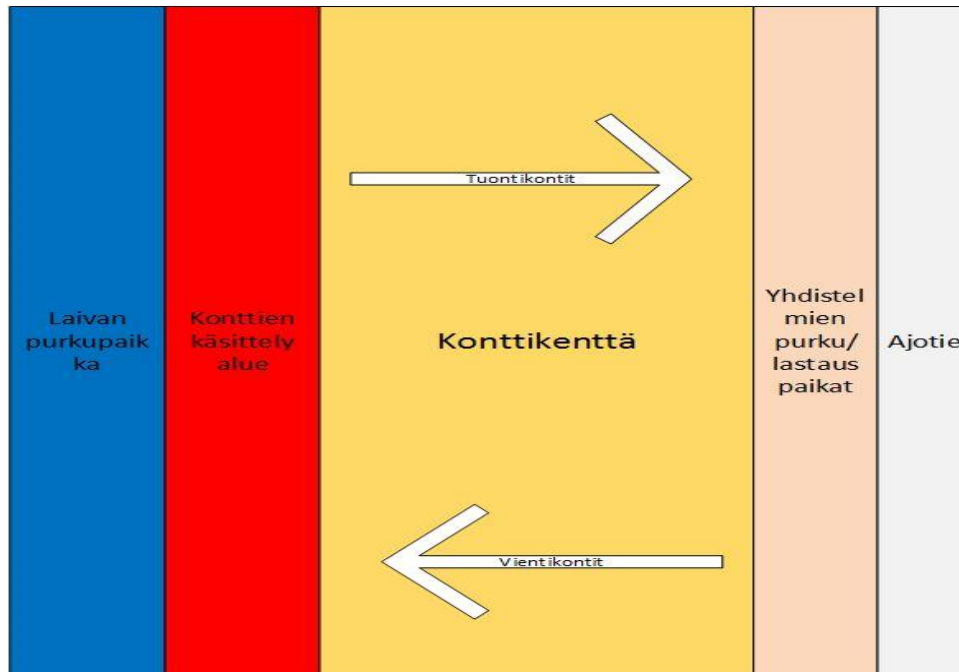 Tuontikontit
Laivan
purkupaik
ka
Konttien
käsittely
alue
Konttikenttä
Yhdistel
mien
purku/
lastaus
paikat
Ajotie
Vientikontit